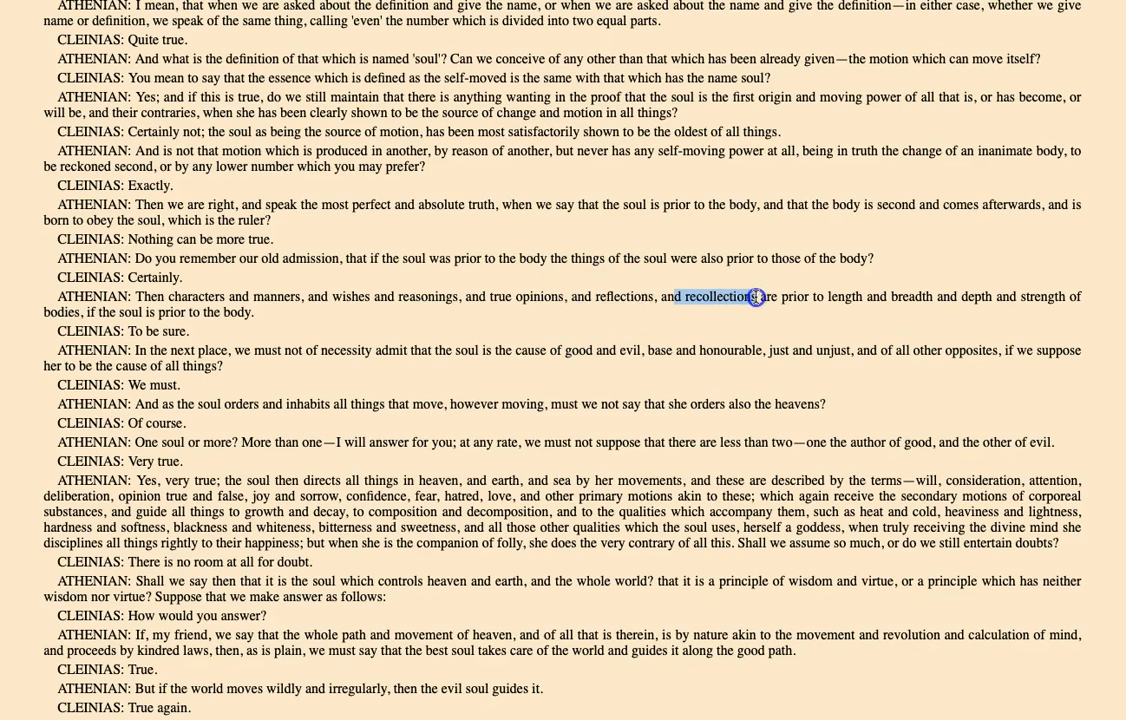 ATHENIAN: I mean, that when we are asked about the definition and give the name, or when we are asked about the name and give the definition—in either case, whether we give
name or definition, we speak of the same thing, calling 'even' the number which is divided into two equal parts.
CLEINIAS: Quite true.
ATHENIAN: And what is the definition of that which is named 'soul'? Can we conceive of any other than that which has been already given—the motion which can move itself?
CLEINIAS: You mean to say that the essence which is defined as the self-moved is the same with that which has the name soul?
ATHENIAN: Yes; and if this is true, do we still maintain that there is anything wanting in the proof that the soul is the first origin and moving power of all that is, or has become, or
will be, and their contraries, when she has been clearly shown to be the source of change and motion in all things?
CLEINIAS: Certainly not; the soul as being the source of motion, has been most satisfactorily shown to be the oldest of all things.
ATHENIAN: And is not that motion which is produced in another, by reason of another, but never has any self-moving power at all, being in truth the change of an inanimate body, to
be reckoned second, or by any lower number which you may prefer?
CLEINIAS: Exactly.
ATHENIAN: Then we are right, and speak the most perfect and absolute truth, when we say that the soul is prior to the body, and that the body is second and comes afterwards, and is
born to obey the soul, which is the ruler?
CLEINIAS: Nothing can be more true.
ATHENIAN: Do you remember our old admission, that if the soul was prior to the body the things of the soul were also prior to those of the body?
CLEINIAS: Certainly.
ATHENIAN: Then characters and manners, and wishes and reasonings, and true opinions, and reflections, and recollections are prior to length and breadth and depth and strength of
bodies, if the soul is prior to the body.
CLEINIAS: To be sure.
ATHENIAN: In the next place, we must not of necessity admit that the soul is the cause of good and evil, base and honourable, just and unjust, and of all other opposites, if we suppose
her to be the cause of all things?
CLEINIAS: We must.
ATHENIAN: And as the soul orders and inhabits all things that move, however moving, must we not say that she orders also the heavens?
CLEINIAS: Of course.
ATHENIAN: One soul or more? More than one—I will answer for you; at any rate, we must not suppose that there are less than two—one the author of good, and the other of evil.
CLEINIAS: Very true.
ATHENIAN: Yes, very true; the soul then directs all things in heaven, and earth, and sea by her movements, and these are described by the terms—will, consideration, attention,
deliberation, opinion true and false, joy and sorrow, confidence, fear, hatred, love, and other primary motions akin to these; which again receive the secondary motions of corporeal
substances, and guide all things to growth and decay, to composition and decomposition, and to the qualities which accompany them, such as heat and cold, heaviness and lightness,
hardness and softness, blackness and whiteness, bitterness and sweetness, and all those other qualities which the soul uses, herself a goddess, when truly receiving the divine mind she
disciplines all things rightly to their happiness; but when she is the companion of folly, she does the very contrary of all this. Shall we assume so much, or do we still entertain doubts?
CLEINIAS: There is no room at all for doubt.
ATHENIAN: Shall we say then that it is the soul which controls heaven and earth, and the whole world? that it is a principle of wisdom and virtue, or a principle which has neither
wisdom nor virtue? Suppose that we make answer as follows:
CLEINIAS: How would you answer?
ATHENIAN: If, my friend, we say that the whole path and movement of heaven, and of all that is therein, is by nature akin to the movement and revolution and calculation of mind,
and proceeds by kindred laws, then, as is plain, we must say that the best soul takes care of the world and guides it along the good path.
CLEINIAS: True.
ATHENIAN: But if the world moves wildly and irregularly, then the evil soul guides it.
CLEINIAS: True again.